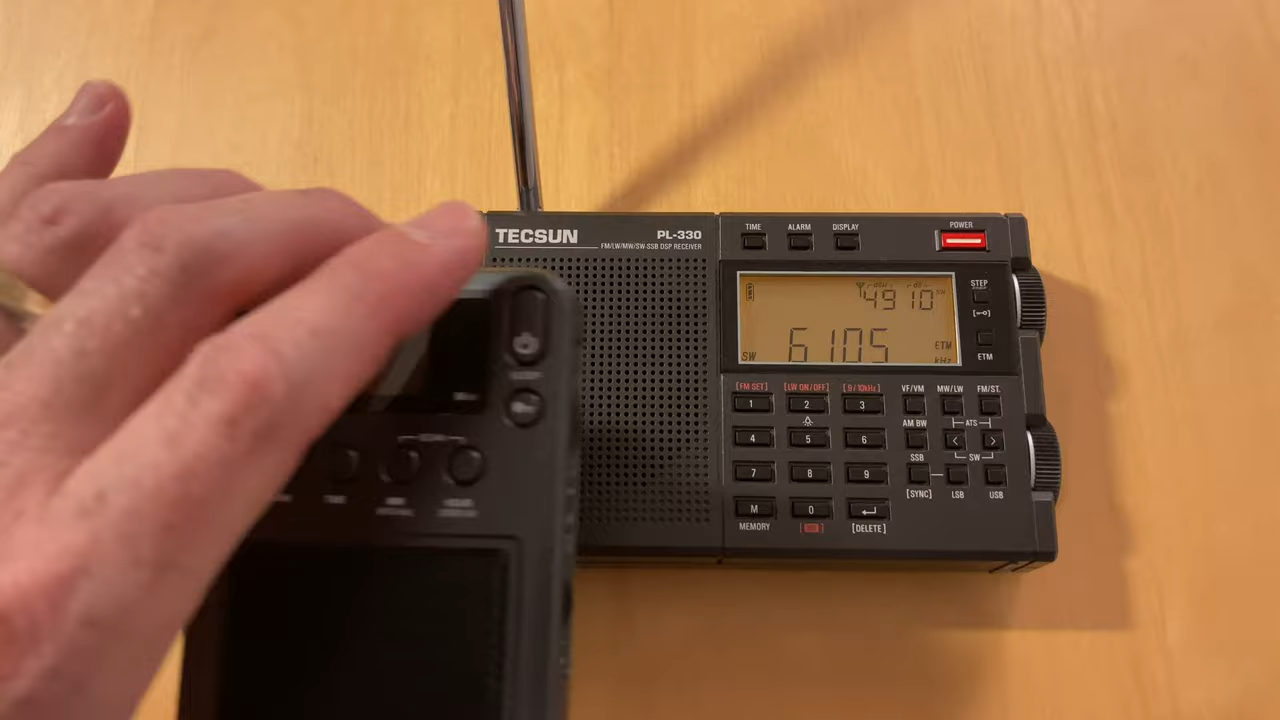 TECSUN
PL-330
FM/LW/MW/SW-SSB DSP RECEIVER
TIME ALARM DISPLAY
POWER
4910
6105
SW
ETM
kHz
STEP
ETM
[FM SET] [LW ON/OFF] [9/10kHz]
1 2 3
4 5 6
7 8 9
M 0
MEMORY [DELETE]
VF/VM MW/LW FM/ST.
AM BW
ATS
< >
SW
SSB
[SYNC] LSB USB